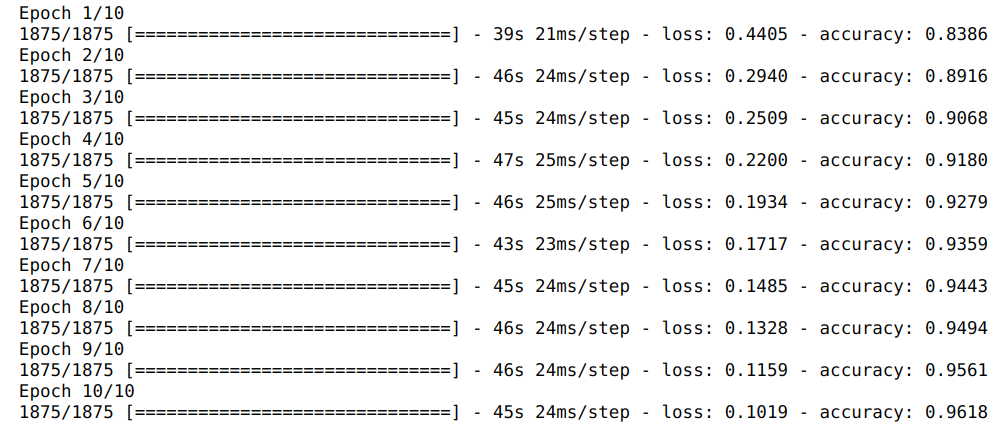 Epoch 1/10
1875/1875 [==============================] - 39s 21ms/step - loss: 0.4405 - accuracy: 0.8386
Epoch 2/10
1875/1875 [==============================] - 46s 24ms/step - loss: 0.2940 - accuracy: 0.8916
Epoch 3/10
1875/1875 [==============================] - 45s 24ms/step - loss: 0.2509 - accuracy: 0.9068
Epoch 4/10
1875/1875 [==============================] - 47s 25ms/step - loss: 0.2200 - accuracy: 0.9180
Epoch 5/10
1875/1875 [==============================] - 46s 25ms/step - loss: 0.1934 - accuracy: 0.9279
Epoch 6/10
1875/1875 [==============================] - 43s 23ms/step - loss: 0.1717 - accuracy: 0.9359
Epoch 7/10
1875/1875 [==============================] - 45s 24ms/step - loss: 0.1485 - accuracy: 0.9443
Epoch 8/10
1875/1875 [==============================] - 46s 24ms/step - loss: 0.1328 - accuracy: 0.9494
Epoch 9/10
1875/1875 [==============================] - 46s 24ms/step - loss: 0.1159 - accuracy: 0.9561
Epoch 10/10
1875/1875 [==============================] - 45s 24ms/step - loss: 0.1019 - accuracy: 0.9618